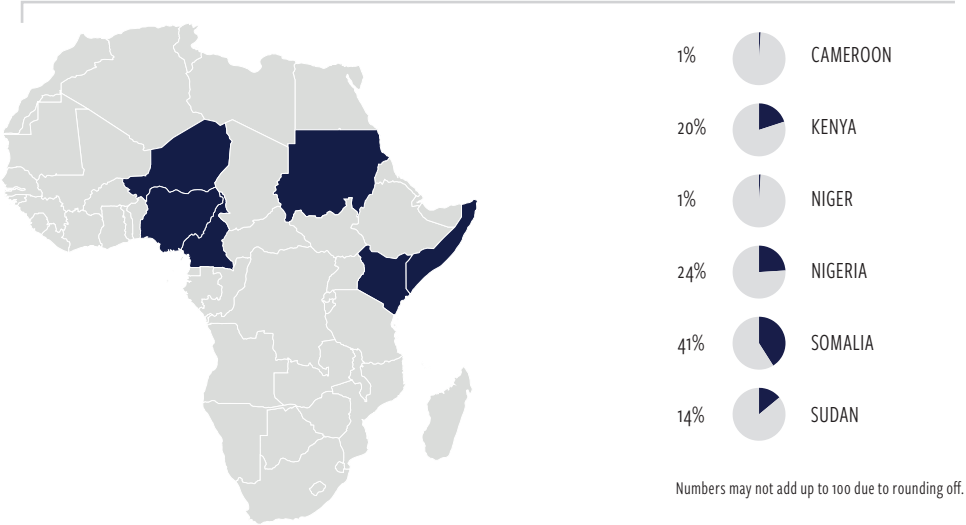 1% CAMEROON
20% KENYA
1% NIGER
24% NIGERIA
41% SOMALIA
14% SUDAN
Numbers may not add up to 100 due to rounding off.